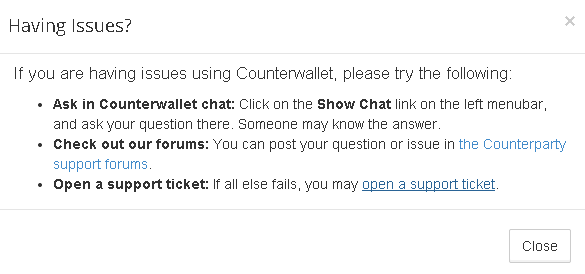 Having Issues?
×
If you are having issues using Counterwallet, please try the following:
• Ask in Counterwallet chat: Click on the Show Chat link on the left menubar,
and ask your question there. Someone may know the answer.
• Check out our forums: You can post your question or issue in the Counterparty
support forums.
• Open a support ticket: If all else fails, you may open a support ticket.
Close